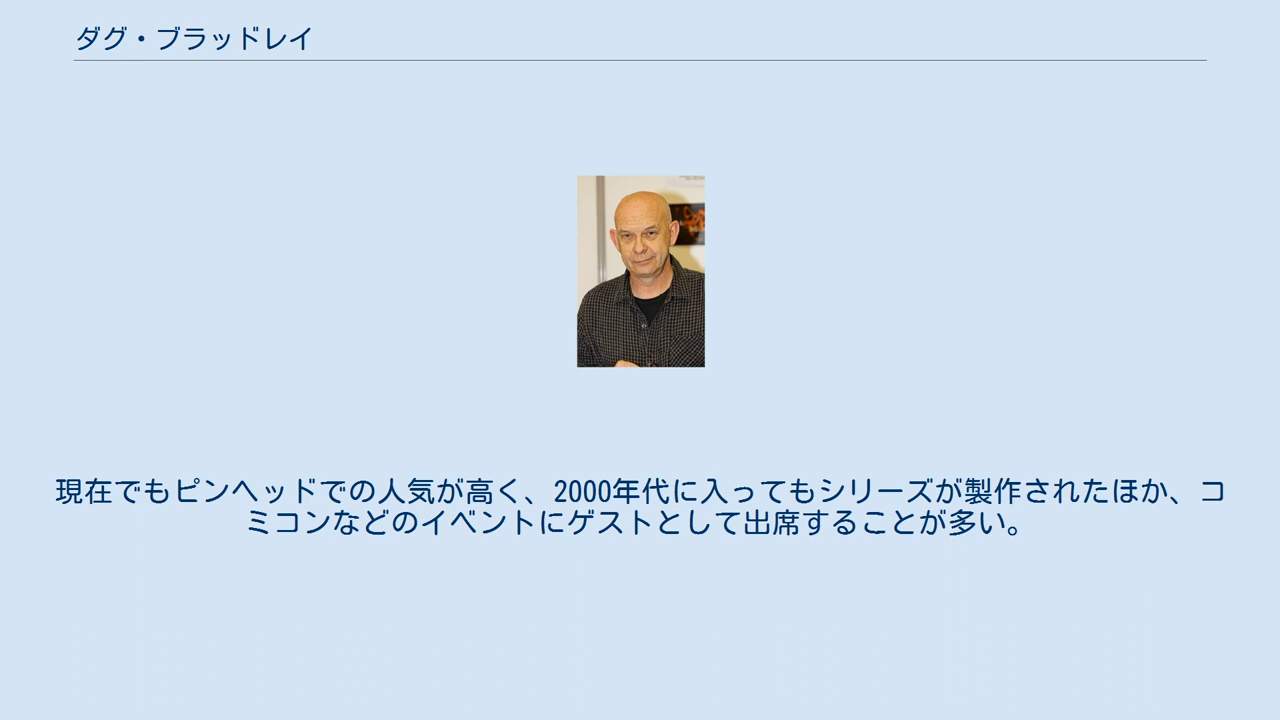 ダグ・ブラッドレイ
現在でもピンヘッドでの人気が高く、2000年代に入ってもシリーズが製作されたほか、コ
ミコンなどのイベントにゲストとして出席することが多い。